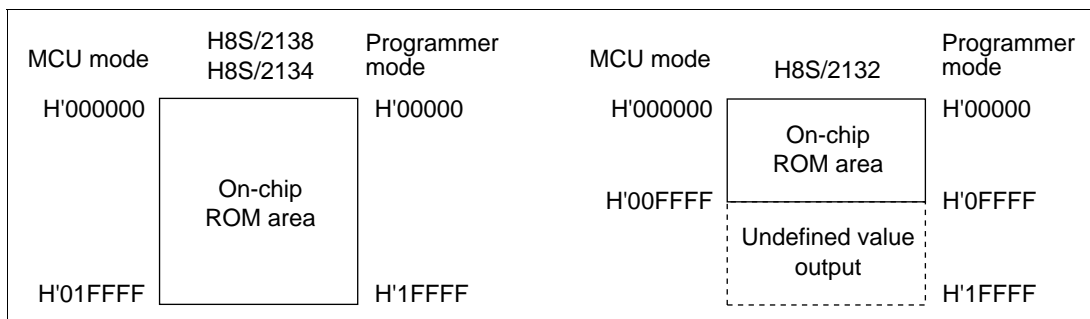 MCU mode
H8S/2138
H8S/2134
Programmer
mode
H'000000
H'00000
On-chip
ROM area
H'01FFFF
H'1FFFF
MCU mode
H8S/2132
Programmer
mode
H'000000
H'00000
On-chip
ROM area
H'00FFFF
H'0FFFF
Undefined value
output
H'1FFFF